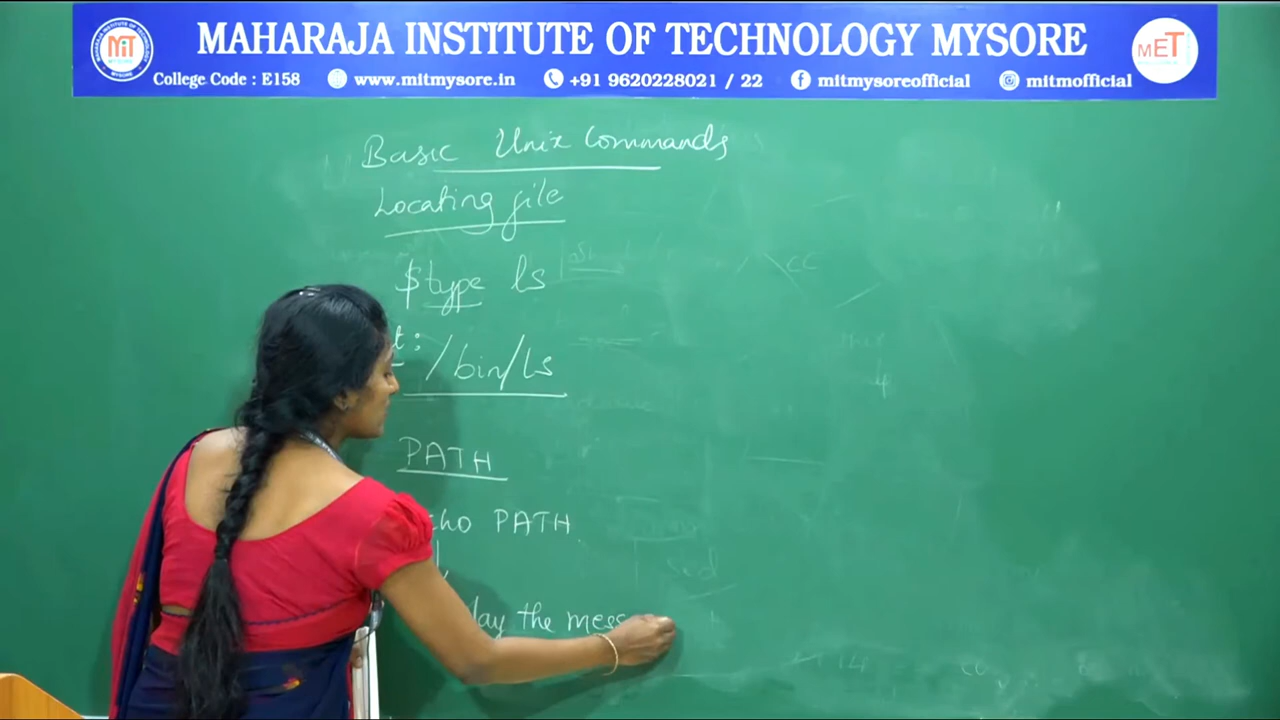 MAHARAJA INSTITUTE OF TECHNOLOGY MYSORE
College Code : E158 www.mitmysore.in +91 9620228021 / 22 mitmysoreofficial mitmofficial
MIT
MYSORE
MET
Basic Unix Commands
Locating file
$type ls
t:
/bin/ls
PATH
cho PATH
lay the mess